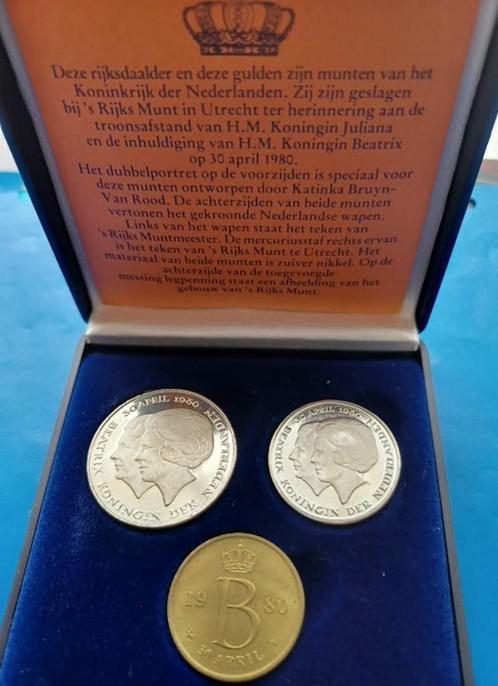 Deze rijksdaalder en deze gulden zijn munten van het
Koninkrijk der Nederlanden. Zij zijn geslagen
bij 's Rijks Munt in Utrecht ter herinnering aan de
troonsafstand van H.M. Koningin Juliana
en de inhuldiging van H.M. Koningin Beatrix
op 30 april 1980.
Het dubbelportret op de voorzijden is speciaal voor
deze munten ontworpen door Katinka Bruyn-
Van Rood. De achterzijden van beide munten
vertonen het gekroonde Nederlandse wapen.
Links van het wapen staat het teken van
's Rijks Muntmeester. De mercuriusstaf rechts ervan
is het teken van 's Rijks Munt te Utrecht. Het
materiaal van beide munten is zuiver nikkel. Op de
achterzijde van de toegevoegde
messing legpenning staat een afbeelding van het
gebouw van 's Rijks Munt.
30 APRIL 1980
BEATRIX KONINGIN DER NEDERLANDEN
30 APRIL 1980
BEATRIX KONINGIN DER NEDERLANDEN
19 B 80
30 APRIL